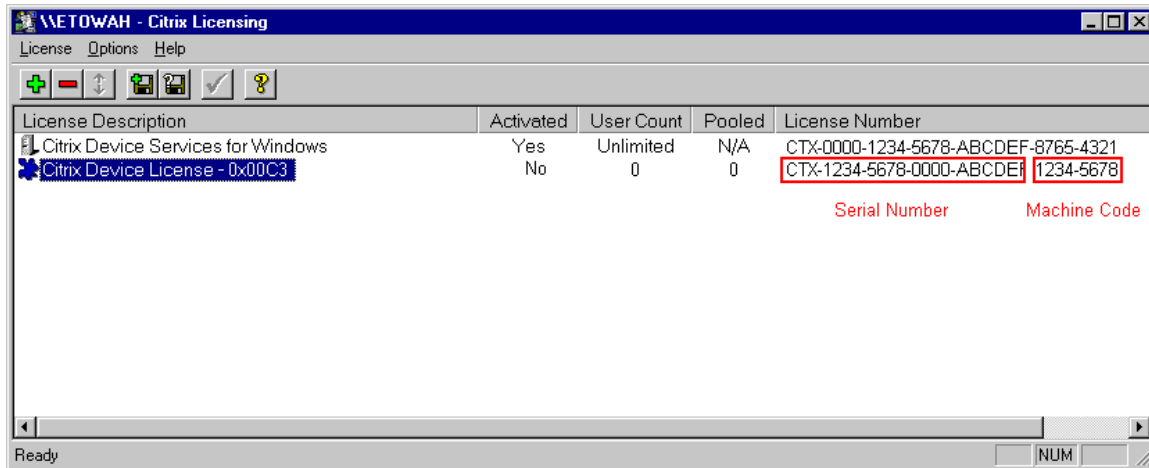 \\ETOWAH - Citrix Licensing
License Options Help
License Description Activated User Count Pooled License Number
Citrix Device Services for Windows Yes Unlimited N/A CTX-0000-1234-5678-ABCDEF-8765-4321
Citrix Device License - 0x00C3 No 0 0 CTX-1234-5678-0000-ABCDEF 1234-5678
Serial Number Machine Code
Ready NUM